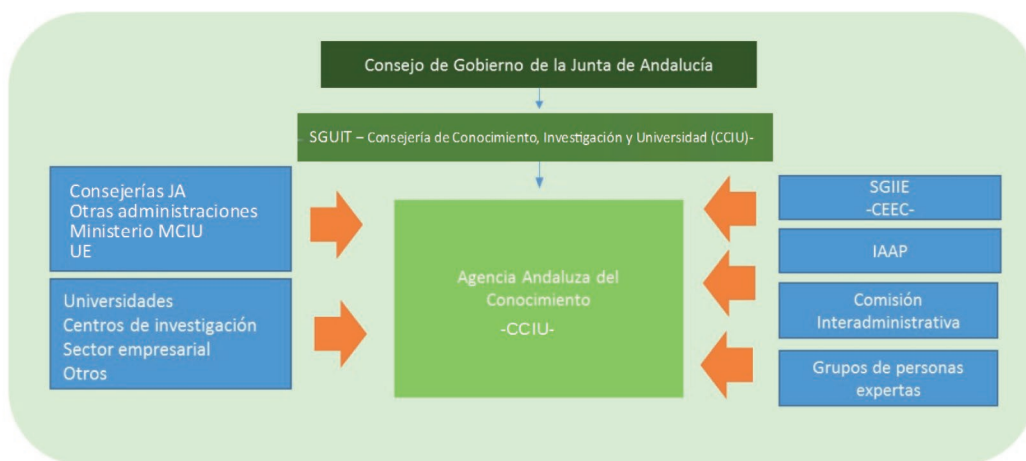 Consejo de Gobierno de la Junta de Andalucía
SGUIT – Consejería de Conocimiento, Investigación y Universidad (CCIU)-
Consejerías JA
Otras administraciones
Ministerio MCIU
UE
Universidades
Centros de investigación
Sector empresarial
Otros
Agencia Andaluza del
Conocimiento
-CCIU-
SGIIE
-CEEC-
IAAP
Comisión
Interadministrativa
Grupos de personas
expertas